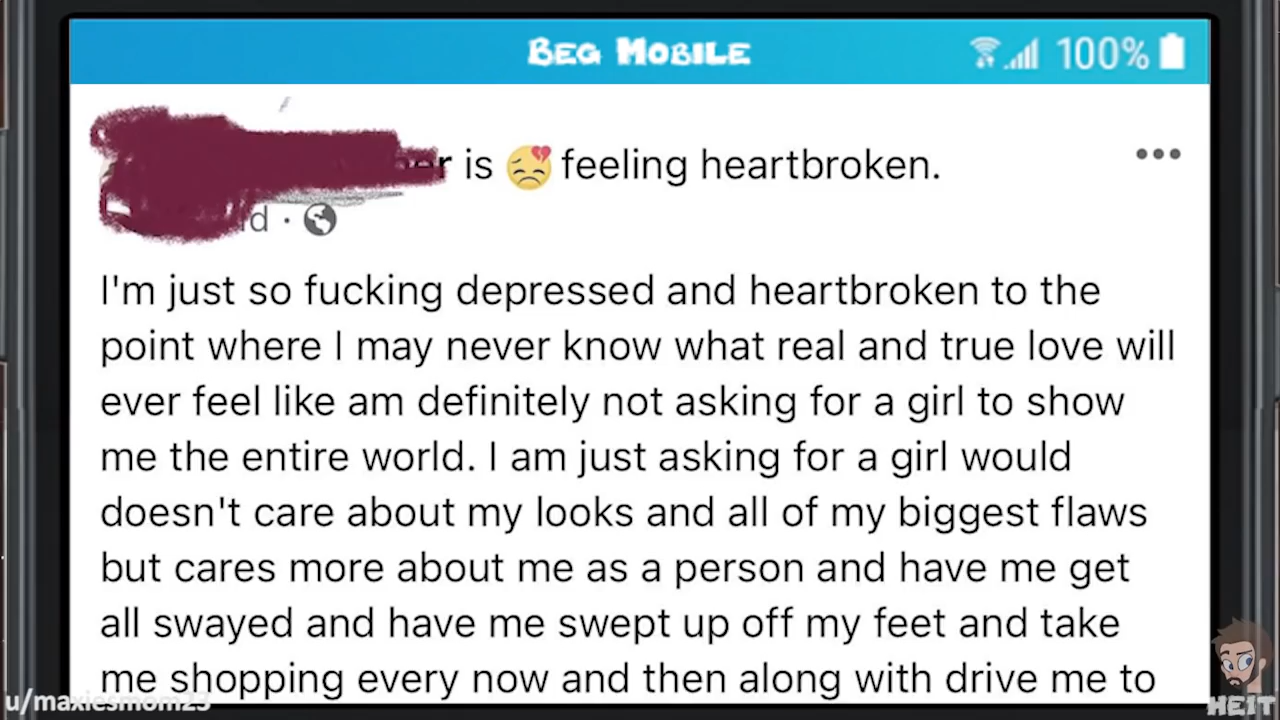 BEG MOBILE
100%
is feeling heartbroken.
d ·
I'm just so fucking depressed and heartbroken to the
point where I may never know what real and true love will
ever feel like am definitely not asking for a girl to show
me the entire world. I am just asking for a girl would
doesn't care about my looks and all of my biggest flaws
but cares more about me as a person and have me get
all swayed and have me swept up off my feet and take
me shopping every now and then along with drive me to
u/maxiesmom23
HEIT